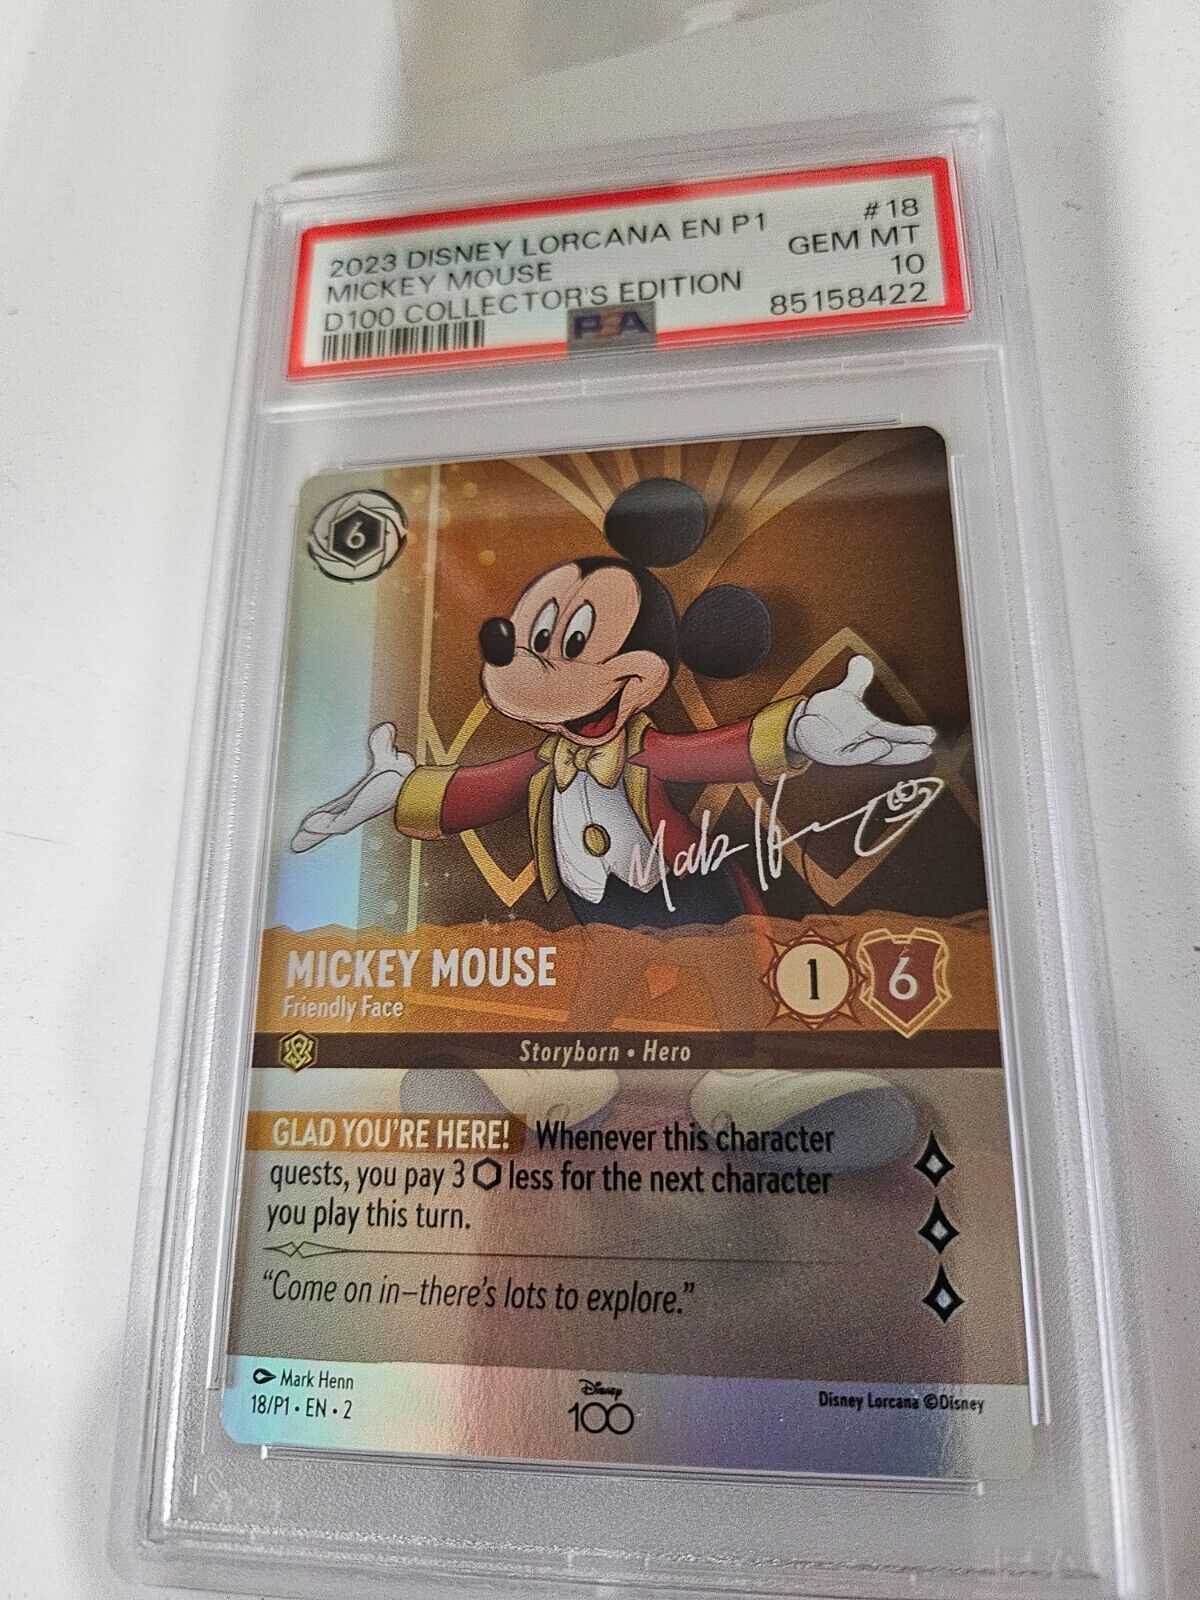 2023 DISNEY LORCANA EN P1 #18
MICKEY MOUSE GEM MT
D100 COLLECTOR'S EDITION 10
85158422
PSA
6
Mark Henn
MICKEY MOUSE
Friendly Face
1 6
Storyborn • Hero
GLAD YOU'RE HERE! Whenever this character
quests, you pay 3 ⬡ less for the next character
you play this turn.
“Come on in–there's lots to explore.”
Mark Henn
18/P1 • EN • 2
Disney
100
Disney Lorcana ©Disney